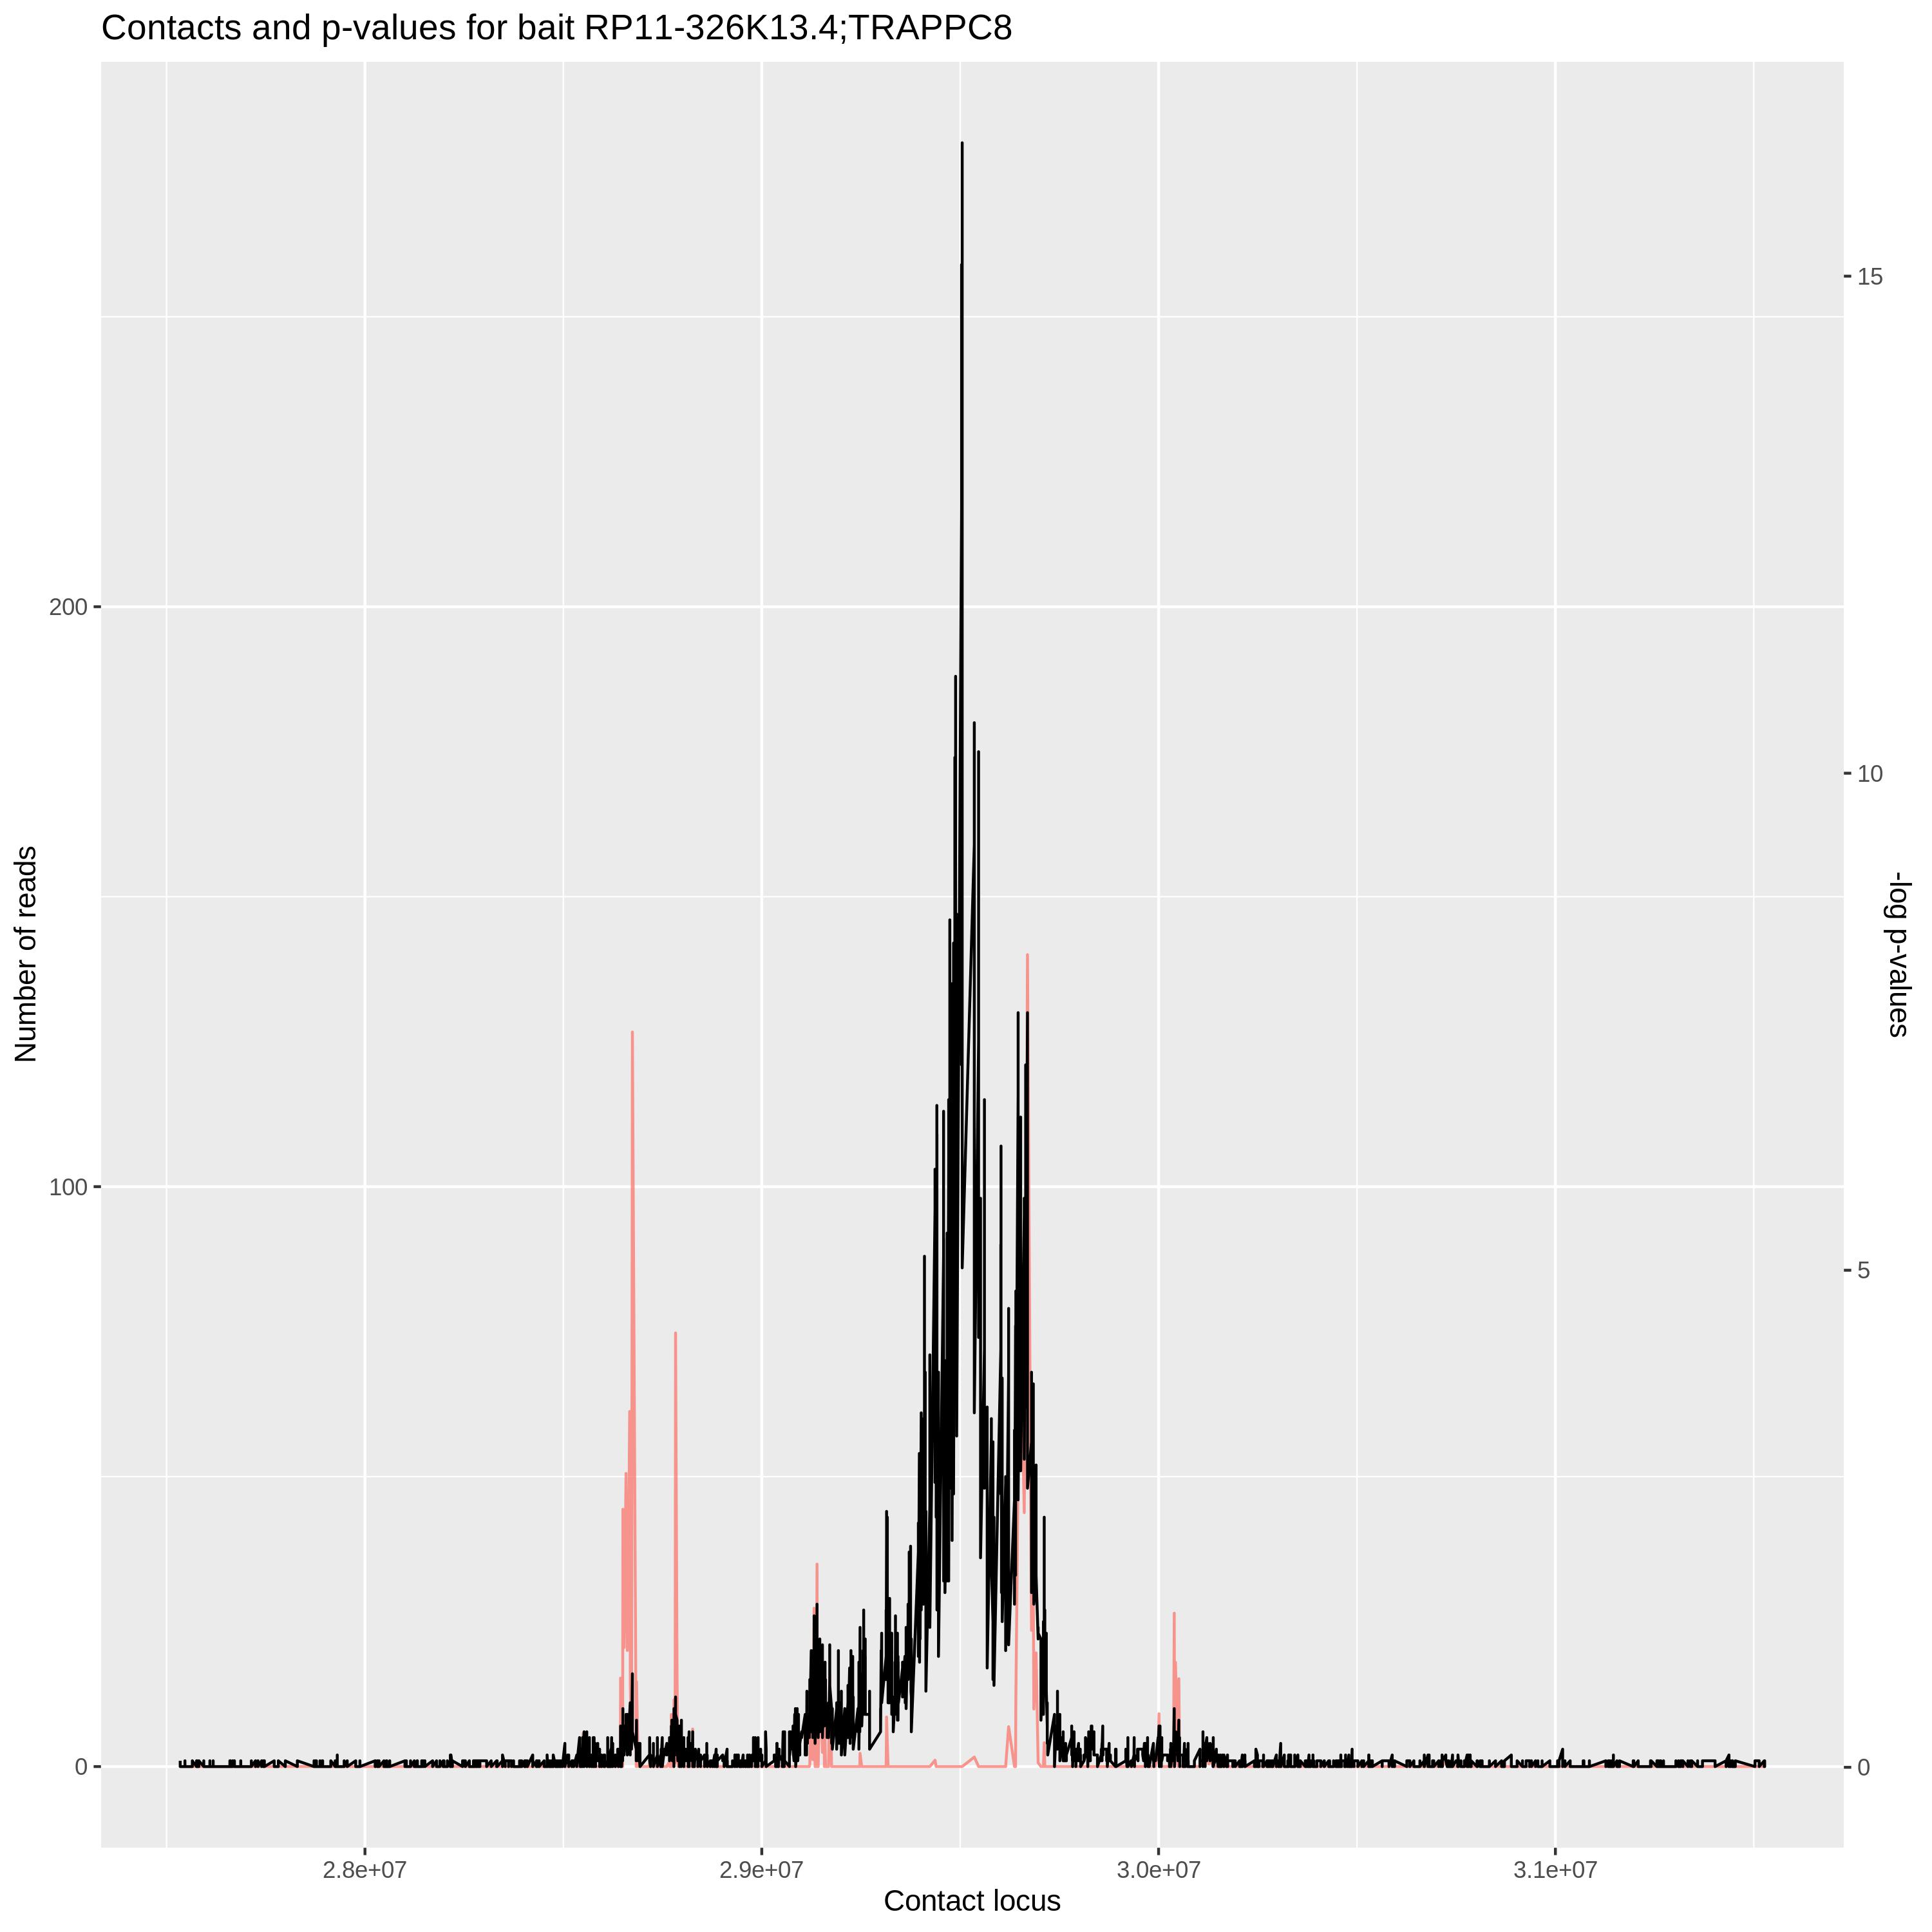 Contacts and p-values for bait RP11-326K13.4;TRAPPC8
200
100
0
Number of reads
15
10
5
0
-log p-values
2.8e+07
2.9e+07
3.0e+07
3.1e+07
Contact locus